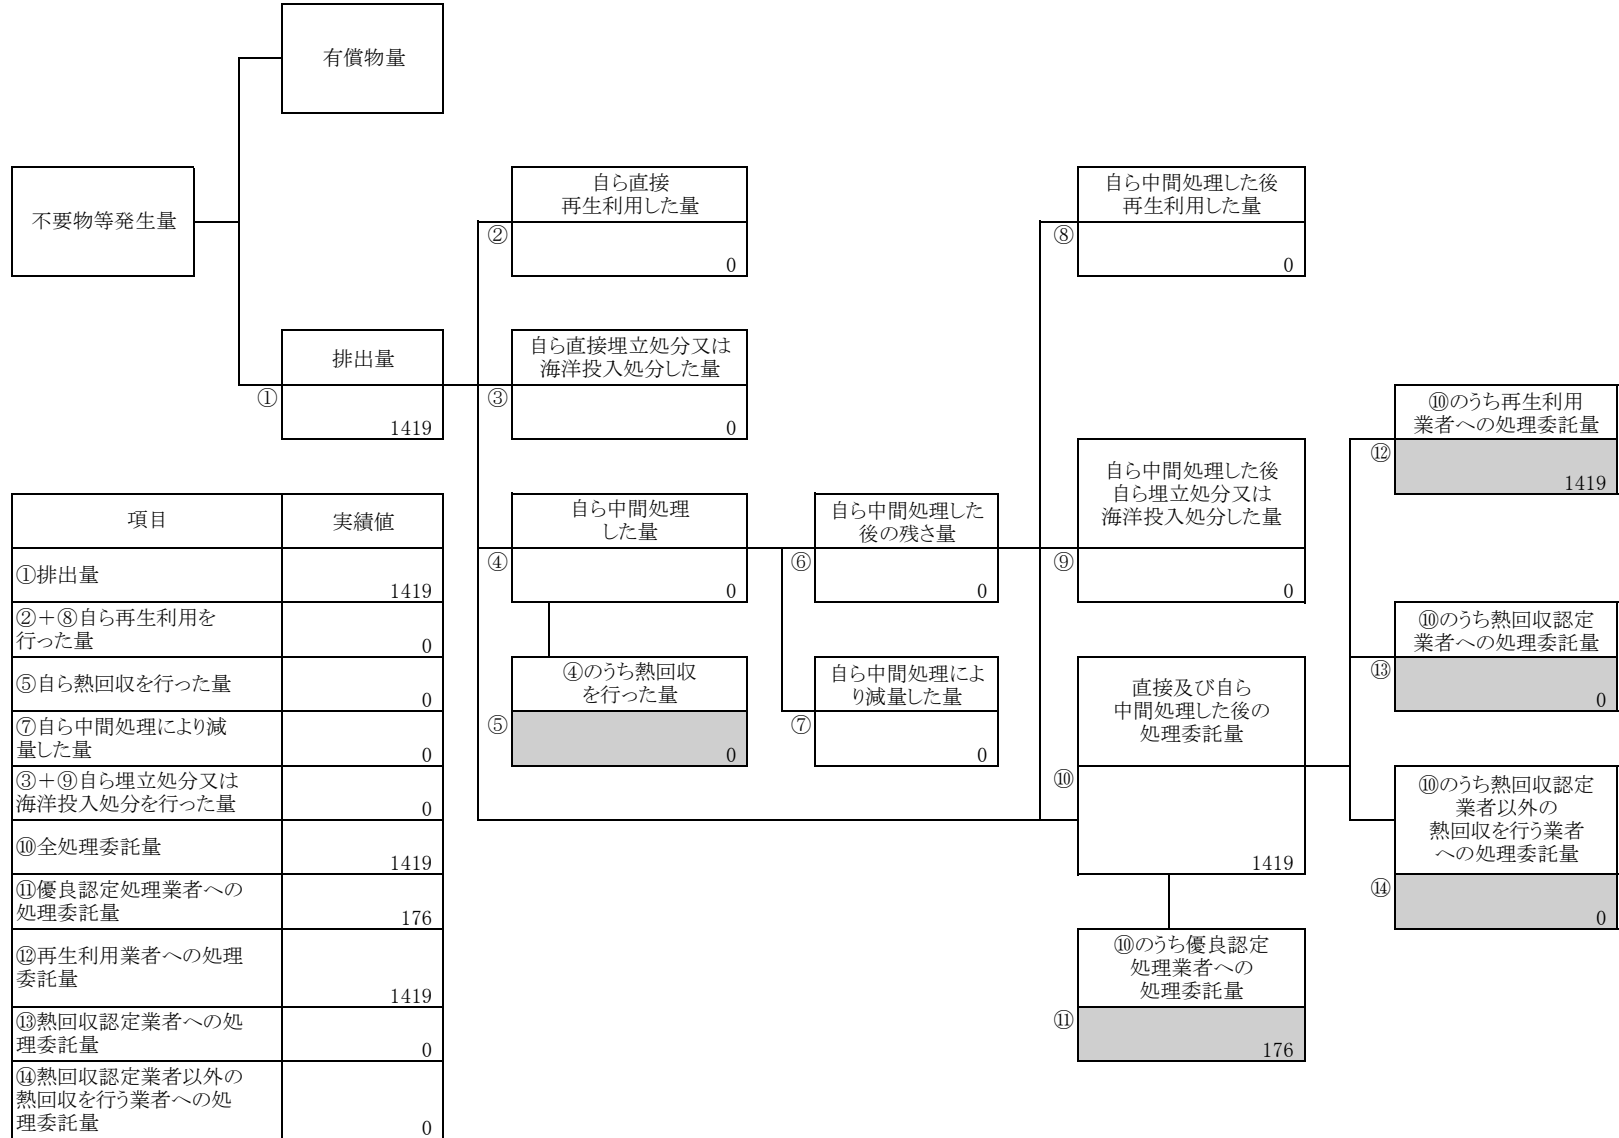 有償物量
不要物等発生量
自ら直接
再生利用した量
②
0
自ら中間処理した後
再生利用した量
⑧
0
排出量
①
1419
自ら直接埋立処分又は
海洋投入処分した量
③
0
⑩のうち再生利用
業者への処理委託量
⑫
1419
自ら中間処理
した量
④
0
自ら中間処理した
後の残さ量
⑥
0
自ら中間処理した後
自ら埋立処分又は
海洋投入処分した量
⑨
0
⑩のうち熱回収認定
業者への処理委託量
⑬
0
④のうち熱回収
を行った量
⑤
0
自ら中間処理によ
り減量した量
⑦
0
直接及び自ら
中間処理した後の
処理委託量
⑩
1419
⑩のうち熱回収認定
業者以外の
熱回収を行う業者
への処理委託量
⑭
0
⑩のうち優良認定
処理業者への
処理委託量
⑪
176
項目 実績値
①排出量
1419
②＋⑧自ら再生利用を
行った量 0
⑤自ら熱回収を行った量
0
⑦自ら中間処理により減
量した量 0
③＋⑨自ら埋立処分又は
海洋投入処分を行った量 0
⑩全処理委託量
1419
⑪優良認定処理業者への
処理委託量 176
⑫再生利用業者への処理
委託量
1419
⑬熱回収認定業者への処
理委託量 0
⑭熱回収認定業者以外の
熱回収を行う業者への処
理委託量 0